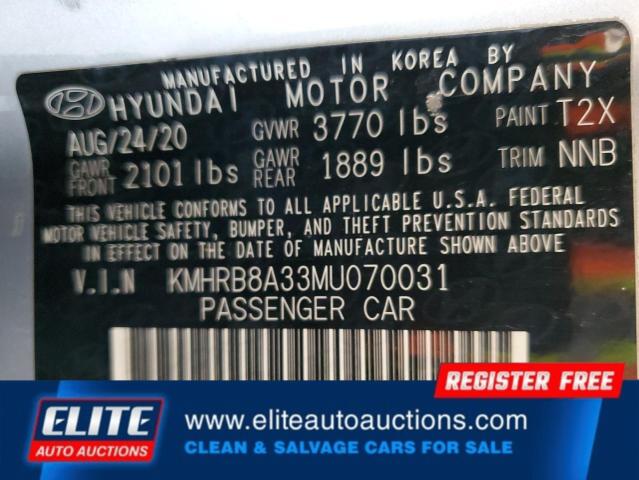 MANUFACTURED IN KOREA BY
HYUNDAI MOTOR COMPANY
AUG/24/20 GVWR 3770 lbs PAINT T2X
GAWR FRONT 2101 lbs GAWR REAR 1889 lbs TRIM NNB
THIS VEHICLE CONFORMS TO ALL APPLICABLE U.S.A. FEDERAL
MOTOR VEHICLE SAFETY, BUMPER, AND THEFT PREVENTION STANDARDS
IN EFFECT ON THE DATE OF MANUFACTURE SHOWN ABOVE
V.I.N KMHRB8A33MU070031
PASSENGER CAR
REGISTER FREE
ELITE
AUTO AUCTIONS
www.eliteautoauctions.com
CLEAN & SALVAGE CARS FOR SALE